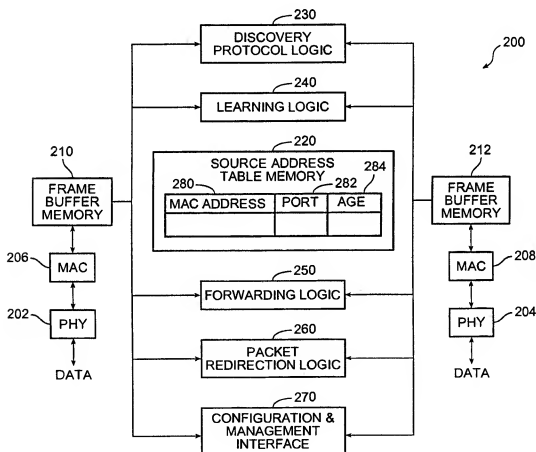 230
DISCOVERY
PROTOCOL LOGIC
200
240
LEARNING LOGIC
220
SOURCE ADDRESS
TABLE MEMORY
280
282
284
MAC ADDRESS
PORT
AGE
210
FRAME
BUFFER
MEMORY
212
FRAME
BUFFER
MEMORY
206
MAC
208
MAC
250
FORWARDING LOGIC
202
PHY
204
PHY
260
PACKET
REDIRECTION LOGIC
DATA
DATA
270
CONFIGURATION &
MANAGEMENT
INTERFACE